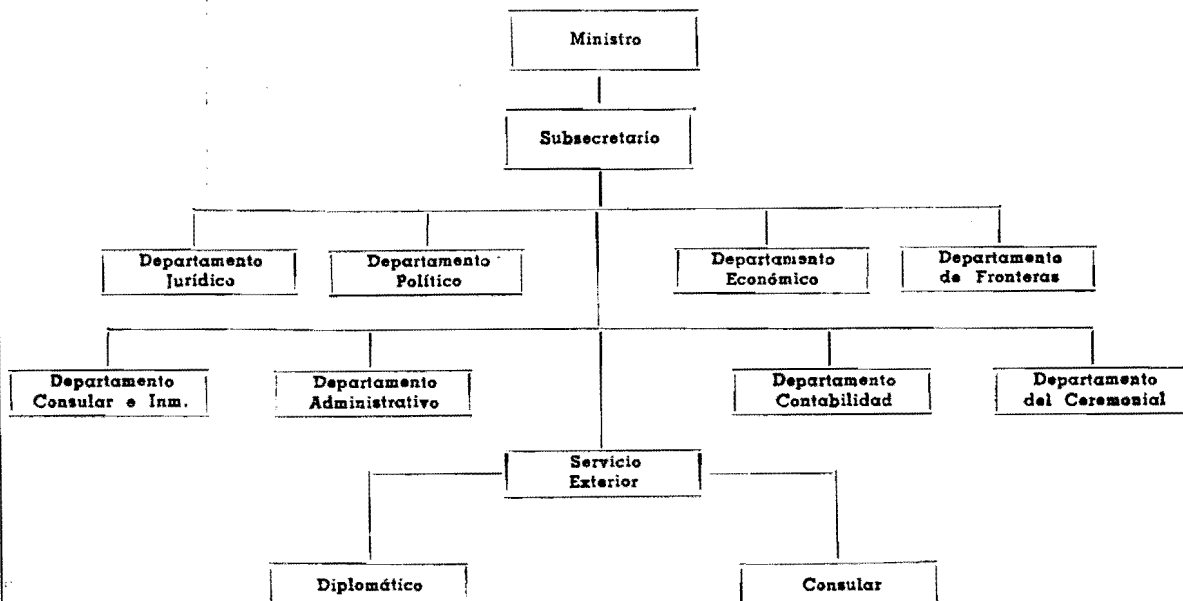 Ministro
Subsecretario
Departamento
Jurídico
Departamento
Político
Departamento
Económico
Departamento
de Fronteras
Departamento
Consular e Inm.
Departamento
Administrativo
Departamento
Contabilidad
Departamento
del Ceremonial
Servicio
Exterior
Diplomático
Consular